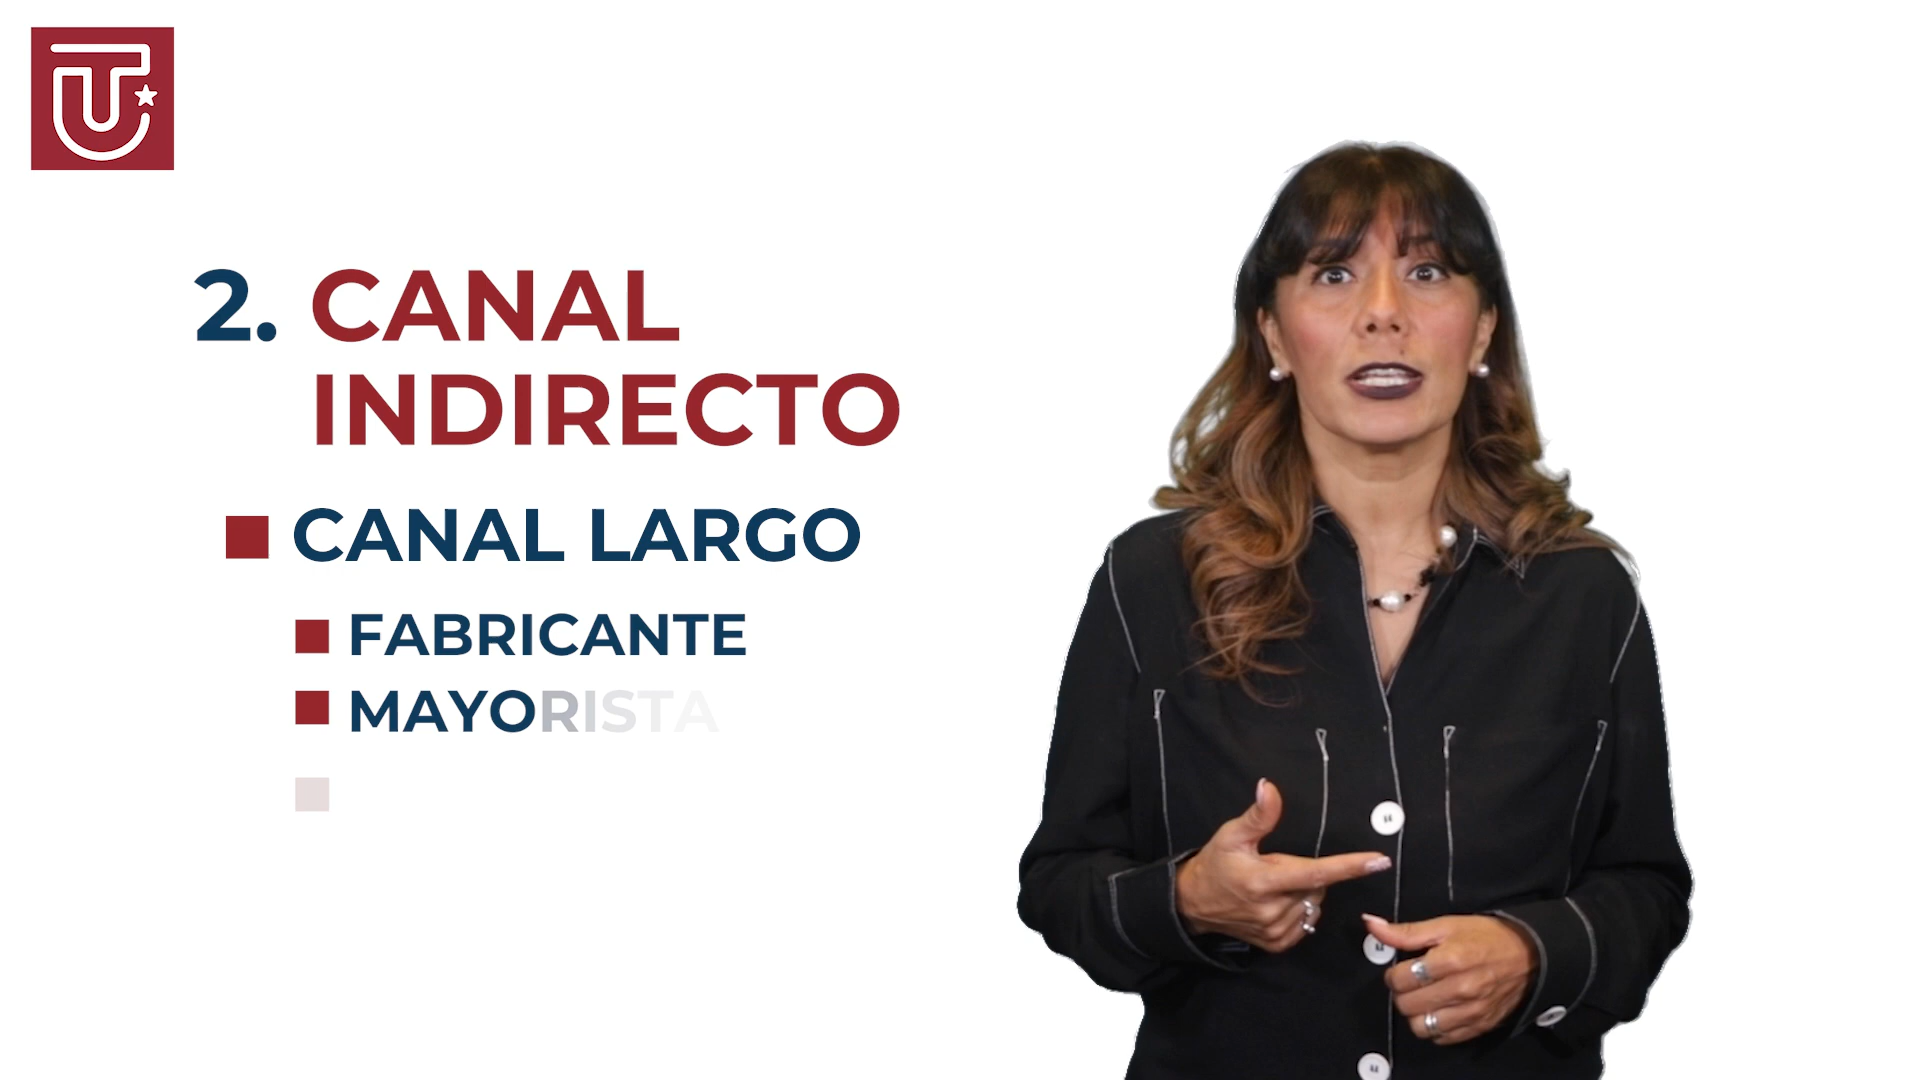 2. CANAL
INDIRECTO
CANAL LARGO
FABRICANTE
MAYORISTA